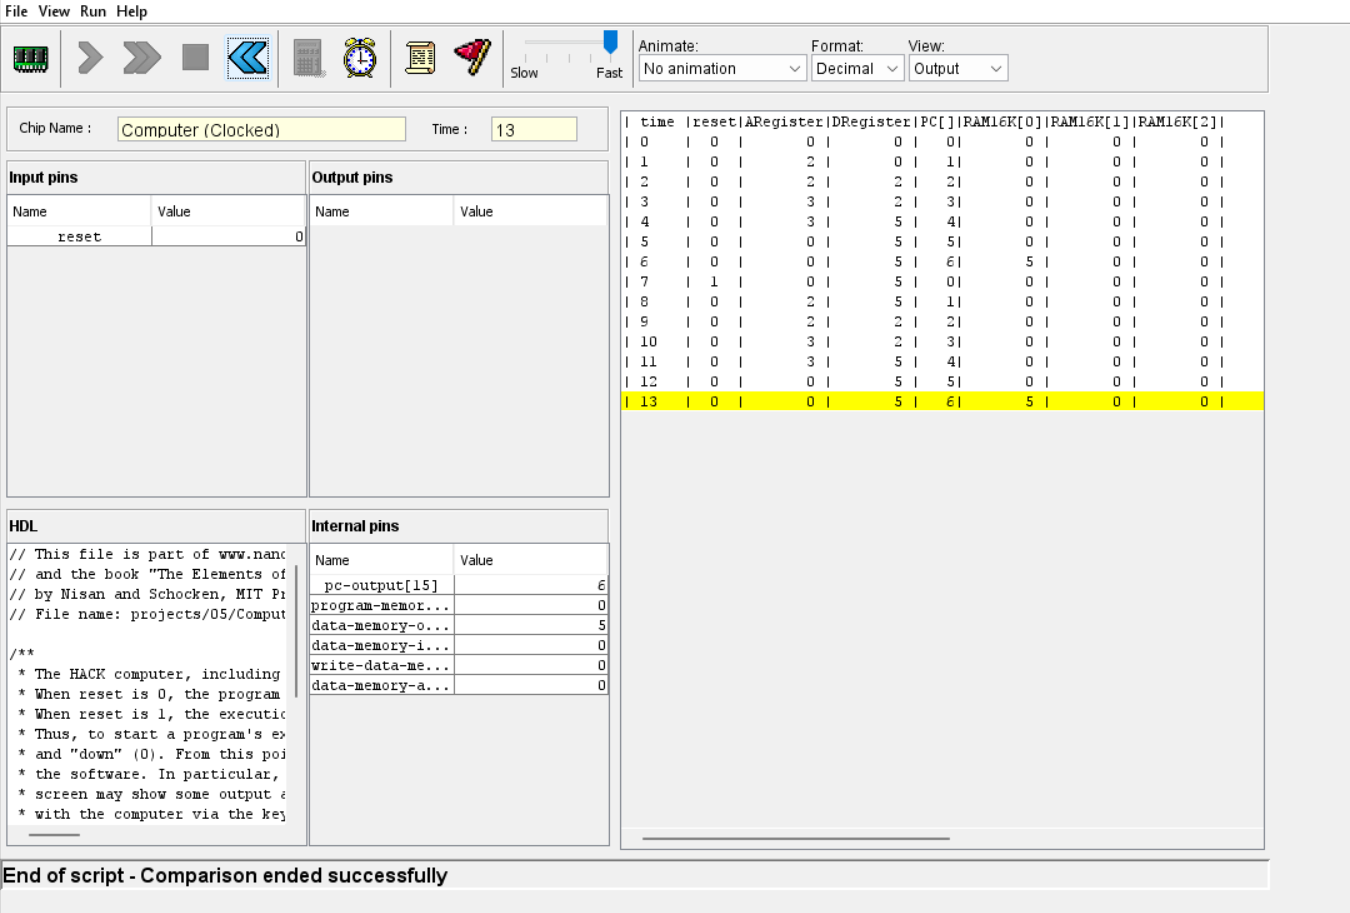 File View Run Help
Slow Fast
Animate: Format: View:
No animation Decimal Output
Chip Name : Computer (Clocked) Time : 13
Input pins
Name Value
reset 0
Output pins
Name Value
HDL
// This file is part of www.nand
// and the book "The Elements of
// by Nisan and Schocken, MIT Pr
// File name: projects/05/Comput
/**
* The HACK computer, including
* When reset is 0, the program
* When reset is 1, the executio
* Thus, to start a program's ex
* and "down" (0). From this poi
* the software. In particular,
* screen may show some output a
* with the computer via the key
Internal pins
Name Value
pc-output[15] 6
program-memor... 0
data-memory-o... 5
data-memory-i... 0
write-data-me... 0
data-memory-a... 0
| time |reset|ARegister|DRegister|PC[]|RAM16K[0]|RAM16K[1]|RAM16K[2]|
| 0 | 0 | 0 | 0 | 0| 0 | 0 | 0 |
| 1 | 0 | 2 | 0 | 1| 0 | 0 | 0 |
| 2 | 0 | 2 | 2 | 2| 0 | 0 | 0 |
| 3 | 0 | 3 | 2 | 3| 0 | 0 | 0 |
| 4 | 0 | 3 | 5 | 4| 0 | 0 | 0 |
| 5 | 0 | 0 | 5 | 5| 0 | 0 | 0 |
| 6 | 0 | 0 | 5 | 6| 5 | 0 | 0 |
| 7 | 1 | 0 | 5 | 0| 0 | 0 | 0 |
| 8 | 0 | 2 | 5 | 1| 0 | 0 | 0 |
| 9 | 0 | 2 | 2 | 2| 0 | 0 | 0 |
| 10 | 0 | 3 | 2 | 3| 0 | 0 | 0 |
| 11 | 0 | 3 | 5 | 4| 0 | 0 | 0 |
| 12 | 0 | 0 | 5 | 5| 0 | 0 | 0 |
| 13 | 0 | 0 | 5 | 6| 5 | 0 | 0 |
End of script - Comparison ended successfully